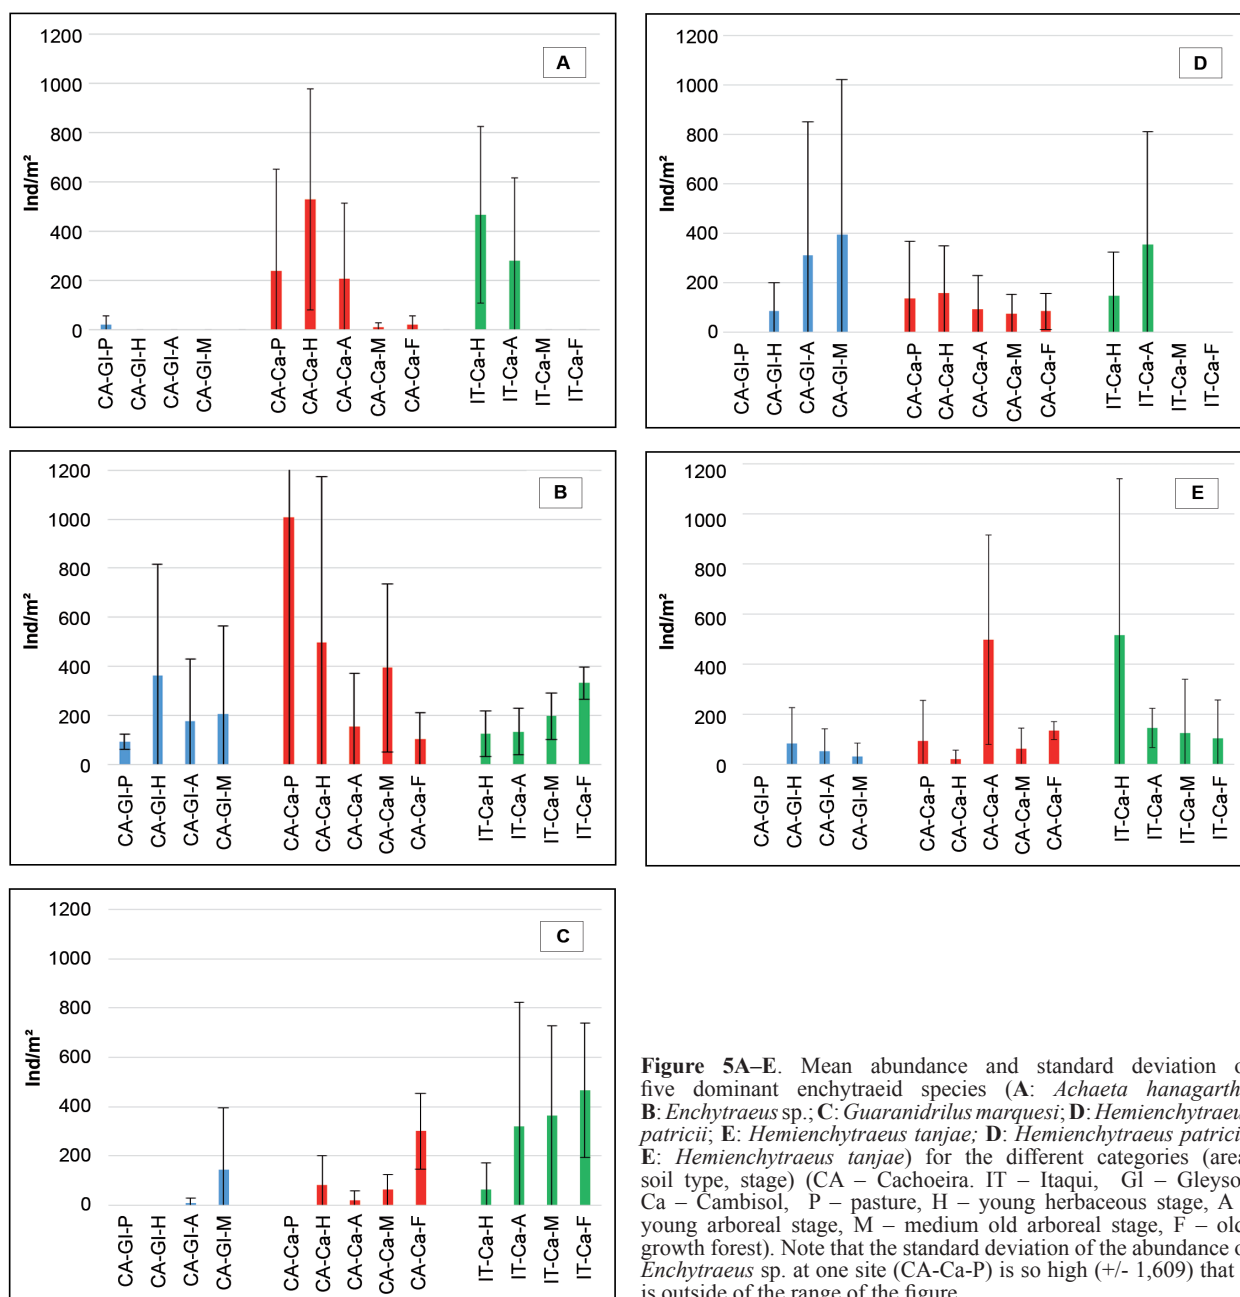 1200
1000
800
600
400
200
0
Ind/m²
A
CA-Gl-P
CA-Gl-H
CA-Gl-A
CA-Gl-M
CA-Ca-P
CA-Ca-H
CA-Ca-A
CA-Ca-M
CA-Ca-F
IT-Ca-H
IT-Ca-A
IT-Ca-M
IT-Ca-F
1200
1000
800
600
400
200
0
Ind/m²
D
CA-Gl-P
CA-Gl-H
CA-Gl-A
CA-Gl-M
CA-Ca-P
CA-Ca-H
CA-Ca-A
CA-Ca-M
CA-Ca-F
IT-Ca-H
IT-Ca-A
IT-Ca-M
IT-Ca-F
1200
1000
800
600
400
200
0
Ind/m²
B
CA-Gl-P
CA-Gl-H
CA-Gl-A
CA-Gl-M
CA-Ca-P
CA-Ca-H
CA-Ca-A
CA-Ca-M
CA-Ca-F
IT-Ca-H
IT-Ca-A
IT-Ca-M
IT-Ca-F
1200
1000
800
600
400
200
0
Ind/m²
E
CA-Gl-P
CA-Gl-H
CA-Gl-A
CA-Gl-M
CA-Ca-P
CA-Ca-H
CA-Ca-A
CA-Ca-M
CA-Ca-F
IT-Ca-H
IT-Ca-A
IT-Ca-M
IT-Ca-F
1200
1000
800
600
400
200
0
Ind/m²
C
CA-Gl-P
CA-Gl-H
CA-Gl-A
CA-Gl-M
CA-Ca-P
CA-Ca-H
CA-Ca-A
CA-Ca-M
CA-Ca-F
IT-Ca-H
IT-Ca-A
IT-Ca-M
IT-Ca-F
Figure 5A–E. Mean abundance and standard deviation
five dominant enchytraeid species (A: Achaeta hanagarth
B: Enchytraeus sp.; C: Guaranidrilus marquesi; D: Hemienchytraeu
patricii; E: Hemienchytraeus tanjae; D: Hemienchytraeus patricii
E: Hemienchytraeus tanjae) for the different categories (area
soil type, stage) (CA – Cachoeira. IT – Itaqui, Gl – Gleyso
Ca – Cambisol, P – pasture, H – young herbaceous stage, A
young arboreal stage, M – medium old arboreal stage, F – old
growth forest). Note that the standard deviation of the abundance
Enchytraeus sp. at one site (CA-Ca-P) is so high (+/- 1,609) that
is outside of the range of the figure.